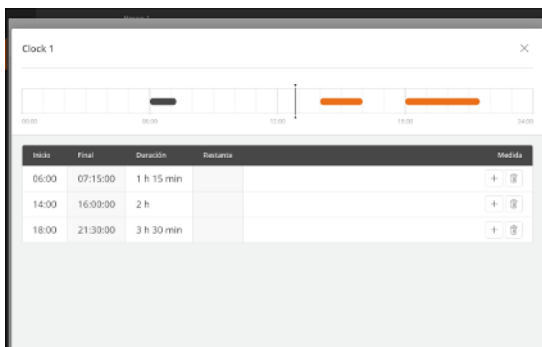 Clock 1
00:00 06:00 12:00 18:00 24:00
Inicio Final Duración Restante Medida
06:00 07:15:00 1 h 15 min
14:00 16:00:00 2 h
18:00 21:30:00 3 h 30 min